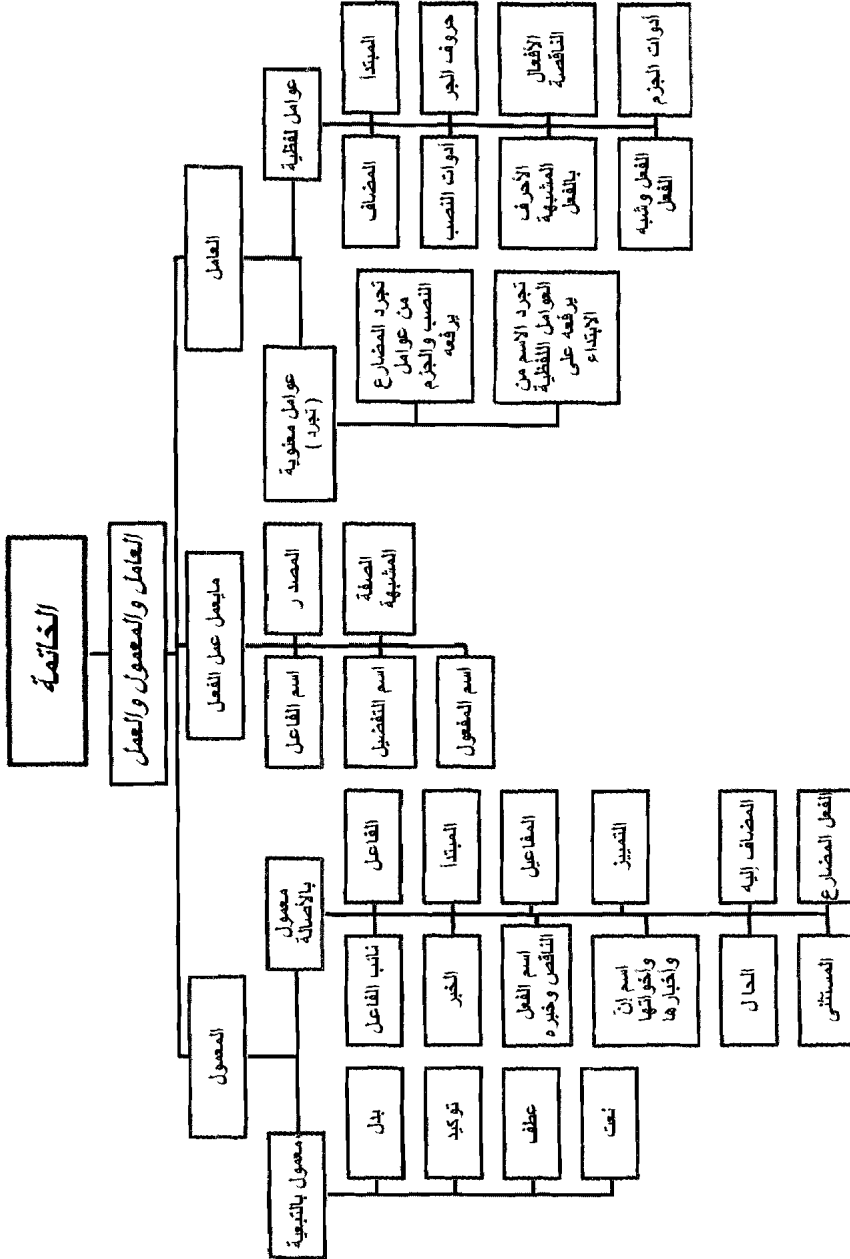 الخاتمة
العامل والمعمول والعمل
العامل
مايعمل عمل الفعل
المعمول
عوامل لفظية
عوامل معنوية
( تجرد )
المبتدأ
المضاف
حروف الجر
أدوات النصب
الأفعال
الناقصة
الأحرف
المشبهة
بالفعل
أدوات الجزم
الفعل وشبه
الفعل
تجرد المضارع
من عوامل
النصب والجزم
يرفعه
تجرد الاسم من
العوامل اللفظية
يرفعه على
الابتداء
المصدر
اسم الفاعل
الصفة
المشبهة
اسم التفضيل
اسم المفعول
معمول
بالأصالة
معمول بالتبعية
الفاعل
نائب الفاعل
المبتدأ
الخبر
المفاعيل
اسم الفعل
الناقص وخبره
التمييز
اسم إنّ
وأخواتها
وأخبارها
المضاف إليه
الحال
الفعل المضارع
المستثنى
بدل
توكيد
عطف
نعت